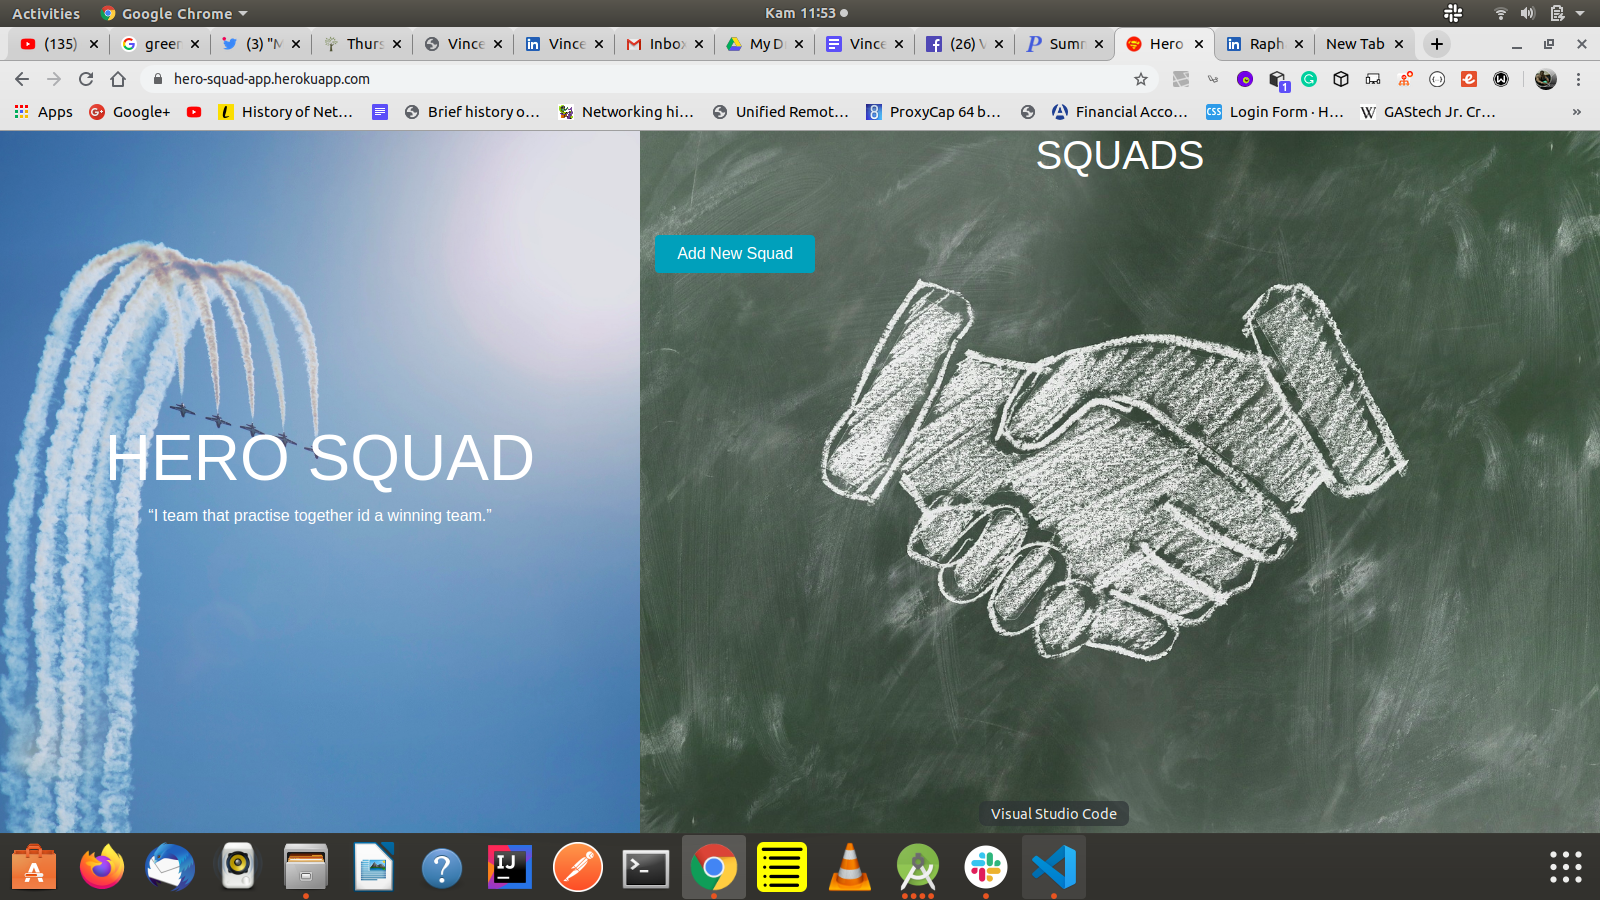 Activities Google Chrome Kam 11:53
(135) green (3) "M Thurs Vince Vince Inbox My D Vince (26) V Sumn Hero Raph New Tab
hero-squad-app.herokuapp.com
1
Apps Google+ History of Net... Brief history o... Networking hi... Unified Remot... ProxyCap 64 b... Financial Acco... Login Form · H... GAStech Jr. Cr... »
SQUADS
Add New Squad
HERO SQUAD
“I team that practise together id a winning team.”
Visual Studio Code